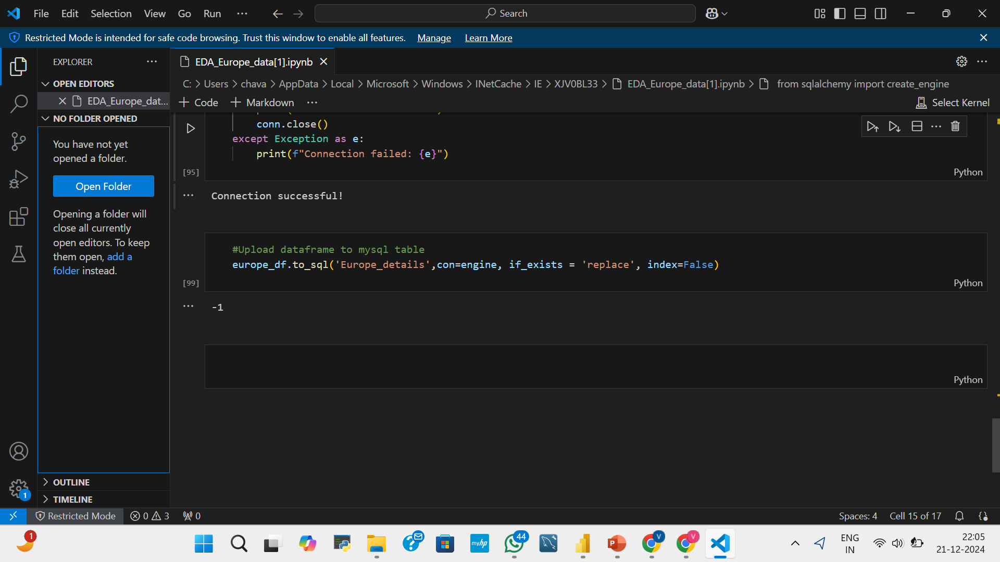 File Edit Selection View Go Run ···
Search
Restricted Mode is intended for safe code browsing. Trust this window to enable all features. Manage Learn More
EXPLORER
OPEN EDITORS
EDA_Europe_dat...
NO FOLDER OPENED
You have not yet
opened a folder.
Open Folder
Opening a folder will
close all currently
open editors. To keep
them open, add a
folder instead.
OUTLINE
TIMELINE
EDA_Europe_data[1].ipynb
C: > Users > chava > AppData > Local > Microsoft > Windows > INetCache > IE > XJV0BL33 > EDA_Europe_data[1].ipynb > from sqlalchemy import create_engine
+ Code + Markdown ···
Select Kernel
conn.close()
except Exception as e:
print(f"Connection failed: {e}")
[95]
Python
Connection successful!
#Upload dataframe to mysql table
europe_df.to_sql('Europe_details',con=engine, if_exists = 'replace', index=False)
[99]
Python
-1
Python
1
Restricted Mode 0 3 0
Spaces: 4 Cell 15 of 17
1
myhp
44
P
V
V
ENG
IN
22:05
21-12-2024